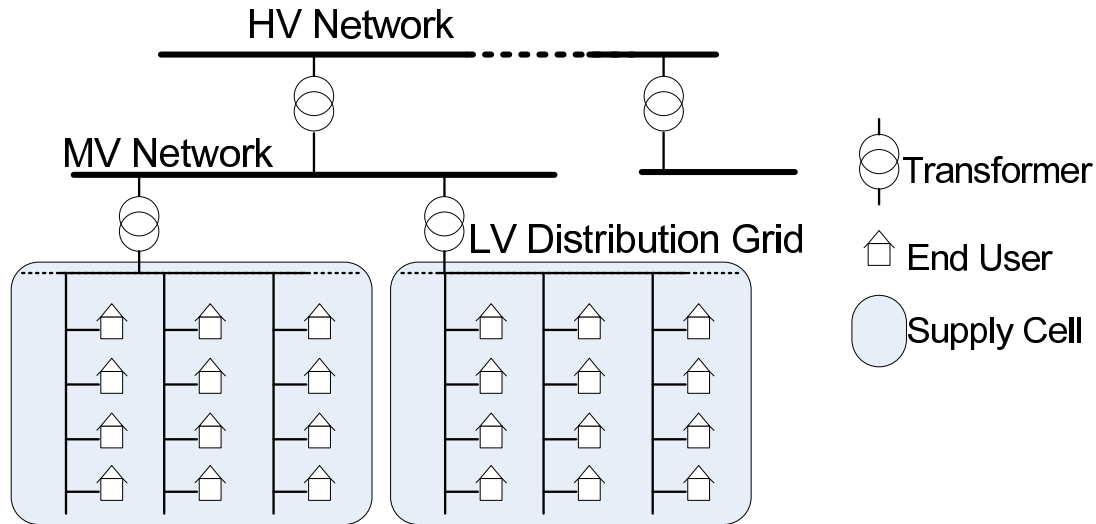 HV Network
MV Network
Transformer
LV Distribution Grid
End User
Supply Cell